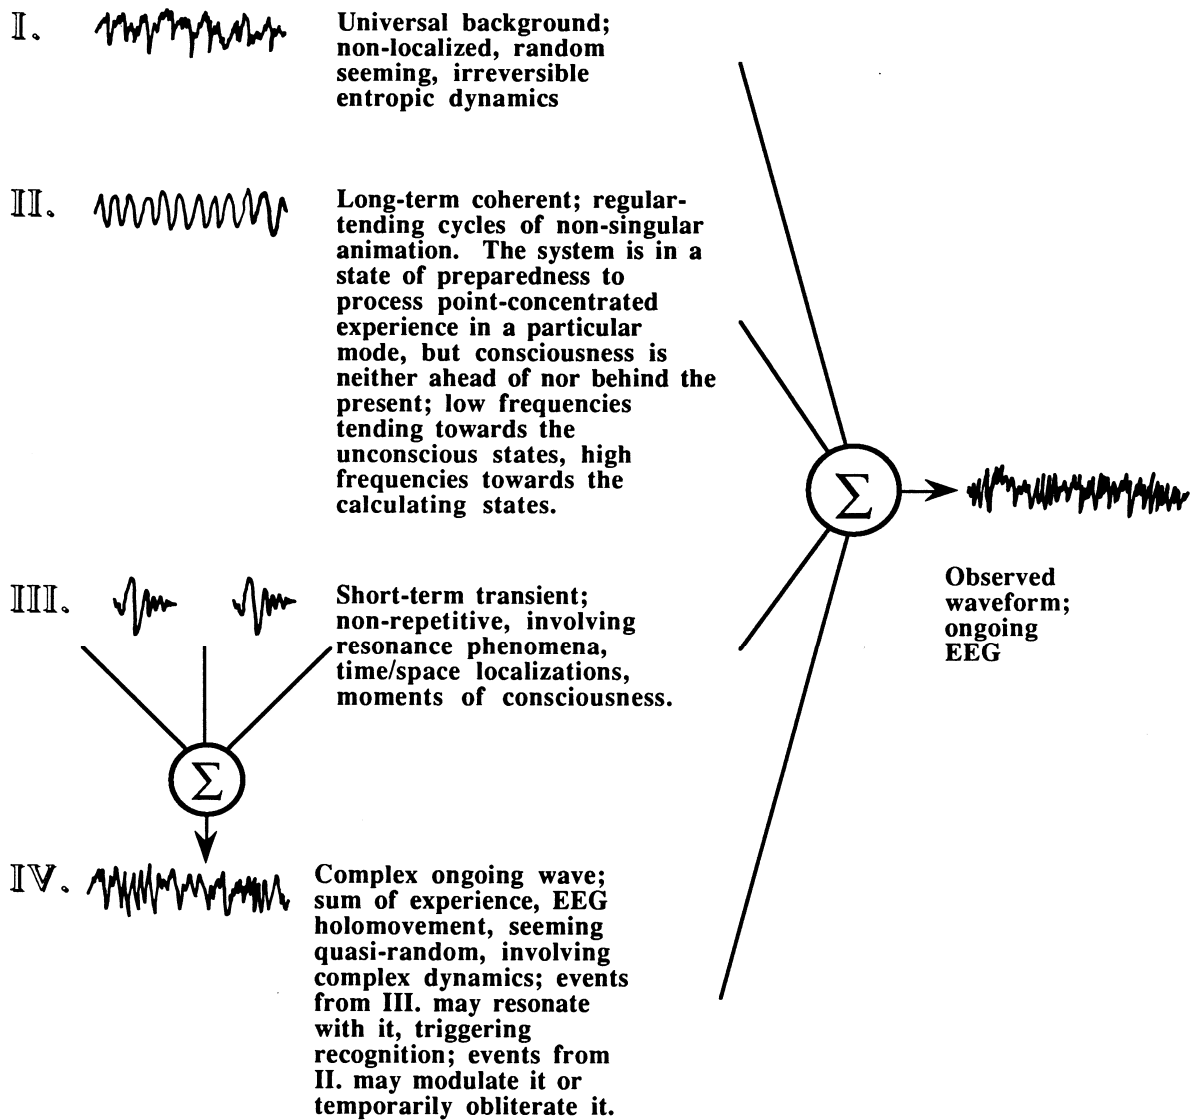 I.
Universal background;
non-localized, random
seeming, irreversible
entropic dynamics
II.
Long-term coherent; regular-
tending cycles of non-singular
animation. The system is in a
state of preparedness to
process point-concentrated
experience in a particular
mode, but consciousness is
neither ahead of nor behind the
present; low frequencies
tending towards the
unconscious states, high
frequencies towards the
calculating states.
Σ
Observed
waveform;
ongoing
EEG
III.
Short-term transient;
non-repetitive, involving
resonance phenomena,
time/space localizations,
moments of consciousness.
Σ
IV.
Complex ongoing wave;
sum of experience, EEG
holomovement, seeming
quasi-random, involving
complex dynamics; events
from III. may resonate
with it, triggering
recognition; events from
II. may modulate it or
temporarily obliterate it.